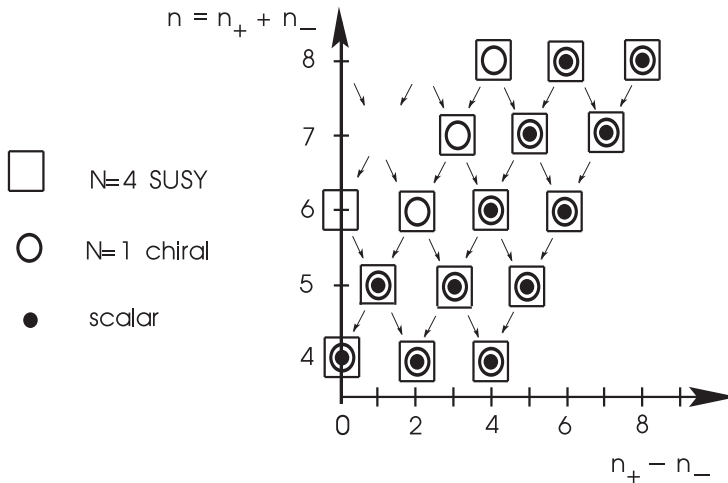 n = n₊ + n₋
8
7
6
5
4
N=4 SUSY
N=1 chiral
scalar
0 2 4 6 8
n₊ − n₋